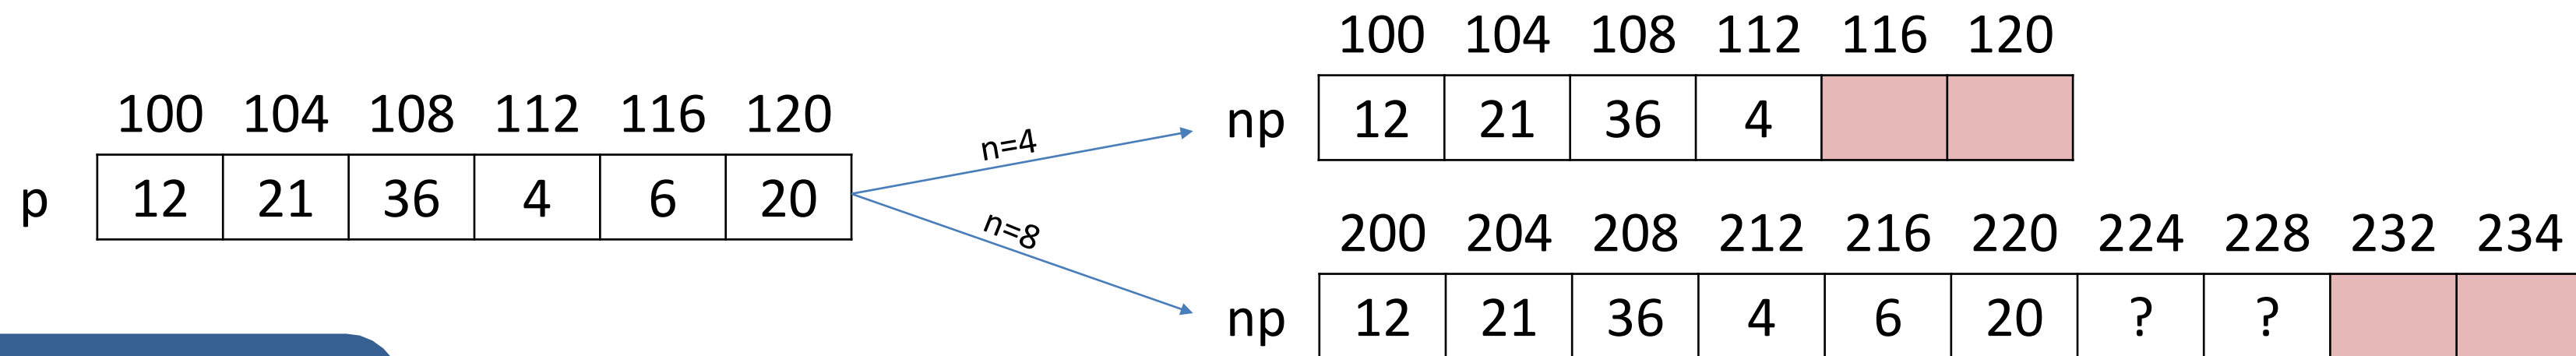 100 104 108 112 116 120
np 12 21 36 4
100 104 108 112 116 120
p 12 21 36 4 6 20
n=4
n=8
200 204 208 212 216 220 224 228 232 234
np 12 21 36 4 6 20 ? ?